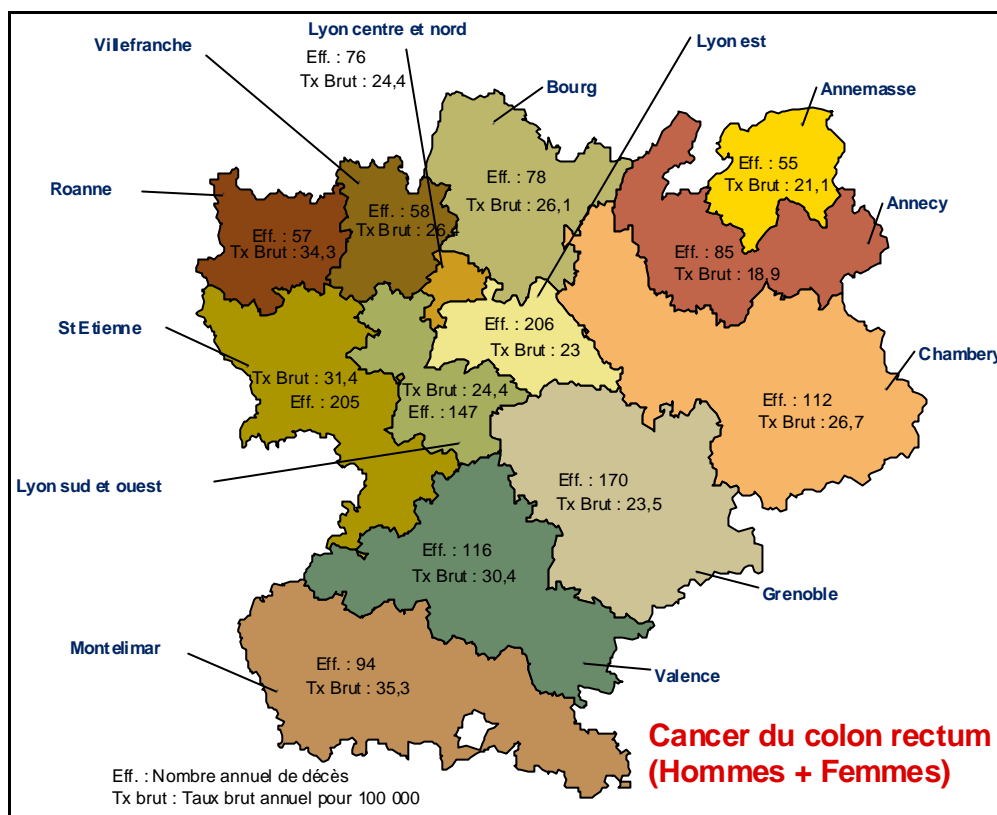 Lyon centre et nord
Eff. : 76
Tx Brut : 24,4
Villefranche
Lyon est
Bourg
Annemasse
Eff. : 55
Tx Brut : 21,1
Roanne
Eff. : 78
Tx Brut : 26,1
Annecy
Eff. : 58
Tx Brut : 26,4
Eff. : 57
Tx Brut : 34,3
Eff. : 85
Tx Brut : 18,9
St Etienne
Eff. : 206
Tx Brut : 23
Chambery
Tx Brut : 31,4
Eff. : 205
Tx Brut : 24,4
Eff. : 147
Eff. : 112
Tx Brut : 26,7
Lyon sud et ouest
Eff. : 170
Tx Brut : 23,5
Eff. : 116
Tx Brut : 30,4
Grenoble
Montelimar
Eff. : 94
Tx Brut : 35,3
Valence
Cancer du colon rectum
(Hommes + Femmes)
Eff. : Nombre annuel de décès
Tx brut : Taux brut annuel pour 100 000